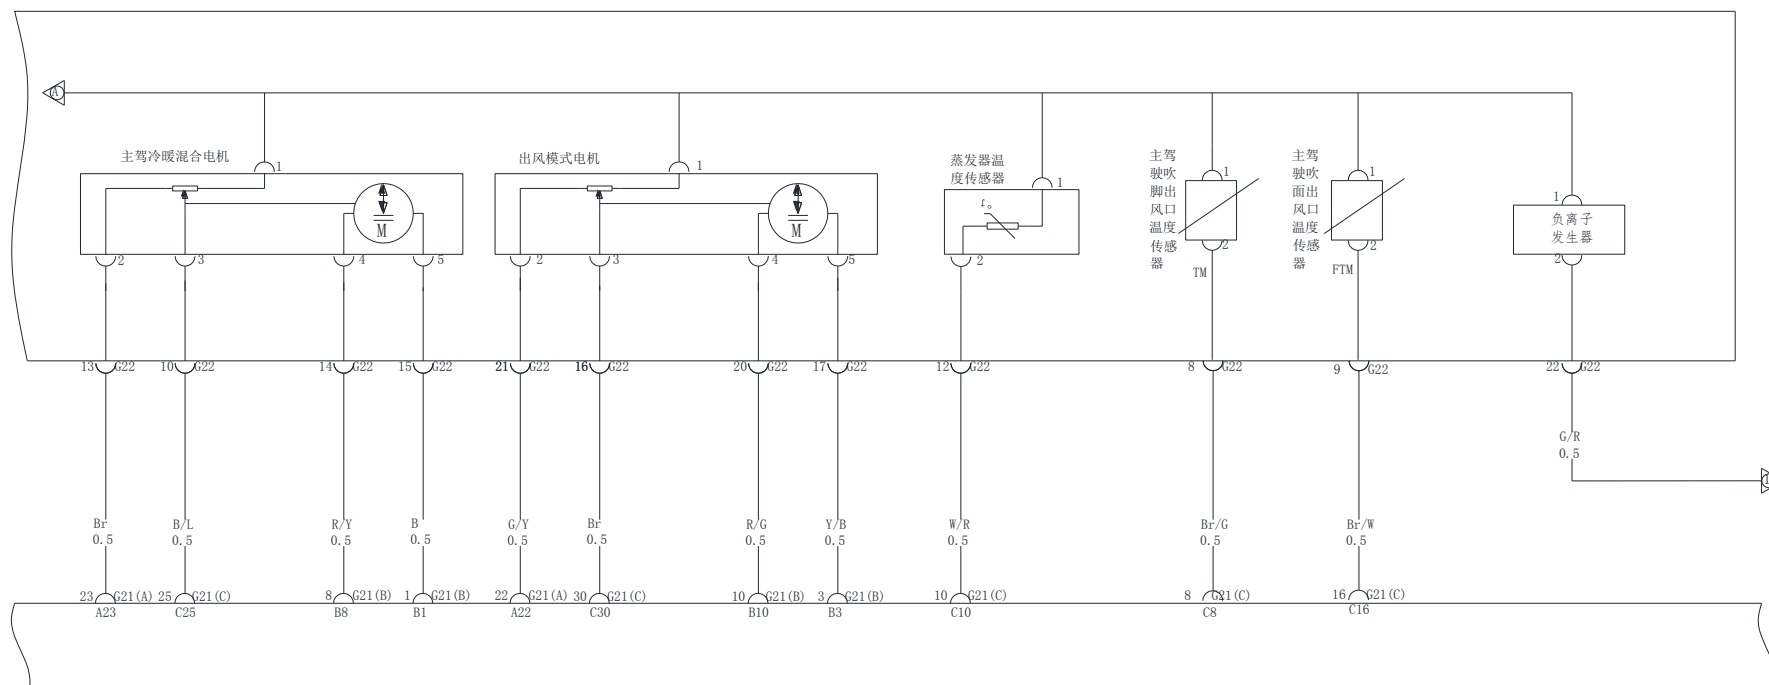 A
主驾冷暖混合电机
1
2
3
4
5
M
出风模式电机
1
2
3
4
5
M
蒸发器温
度传感器
1
t。
2
主驾
驶吹
脚出
风口
温度
传感
器
1
2
TM
主驾
驶吹
面出
风口
温度
传感
器
1
2
FTM
1
负离子
发生器
2
13 G22
10 G22
14 G22
15 G22
21 G22
16 G22
20 G22
17 G22
12 G22
8 G22
9 G22
22 G22
G/R
0.5
Br
0.5
B/L
0.5
R/Y
0.5
B
0.5
G/Y
0.5
Br
0.5
R/G
0.5
Y/B
0.5
W/R
0.5
Br/G
0.5
Br/W
0.5
23 G21(A)
A23
25 G21(C)
C25
8 G21(B)
B8
1 G21(B)
B1
22 G21(A)
A22
30 G21(C)
C30
10 G21(B)
B10
3 G21(B)
B3
10 G21(C)
C10
8 G21(C)
C8
16 G21(C)
C16